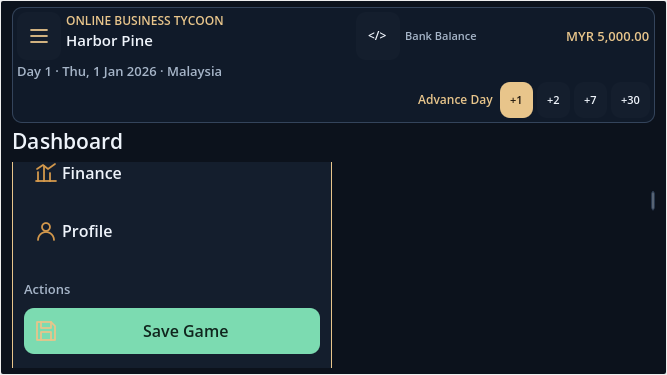 ONLINE BUSINESS TYCOON
Harbor Pine
</> Bank Balance MYR 5,000.00
Day 1 · Thu, 1 Jan 2026 · Malaysia
Advance Day +1 +2 +7 +30
Dashboard
Finance
Profile
Actions
Save Game